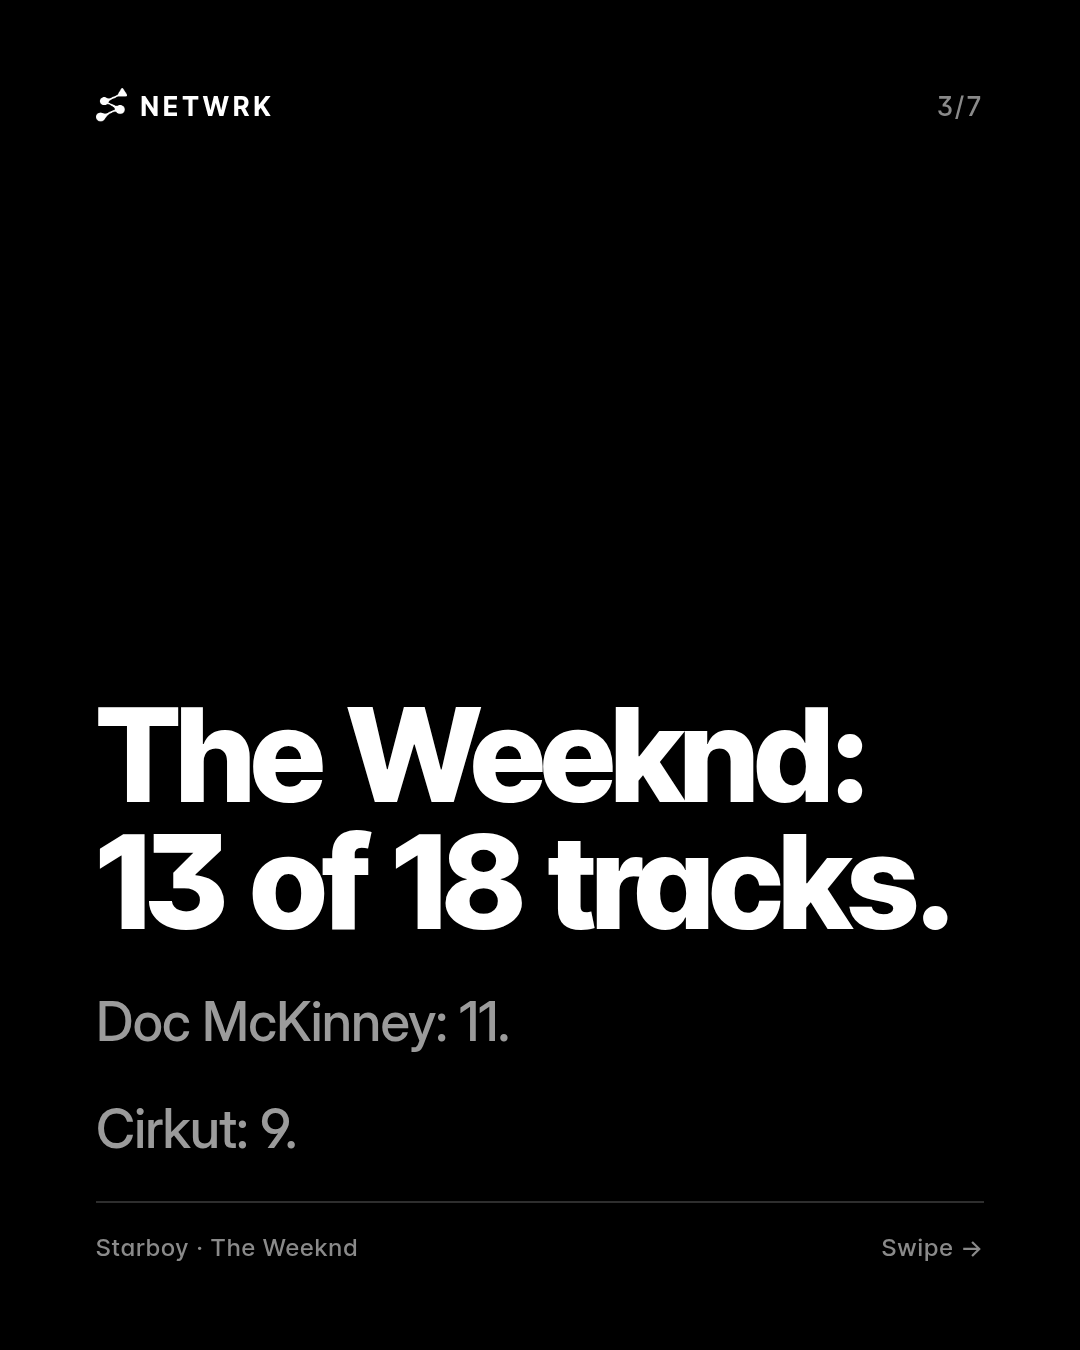 NETWRK
3/7
The Weeknd:
13 of 18 tracks.
Doc McKinney: 11.
Cirkut: 9.
Starboy · The Weeknd
Swipe →